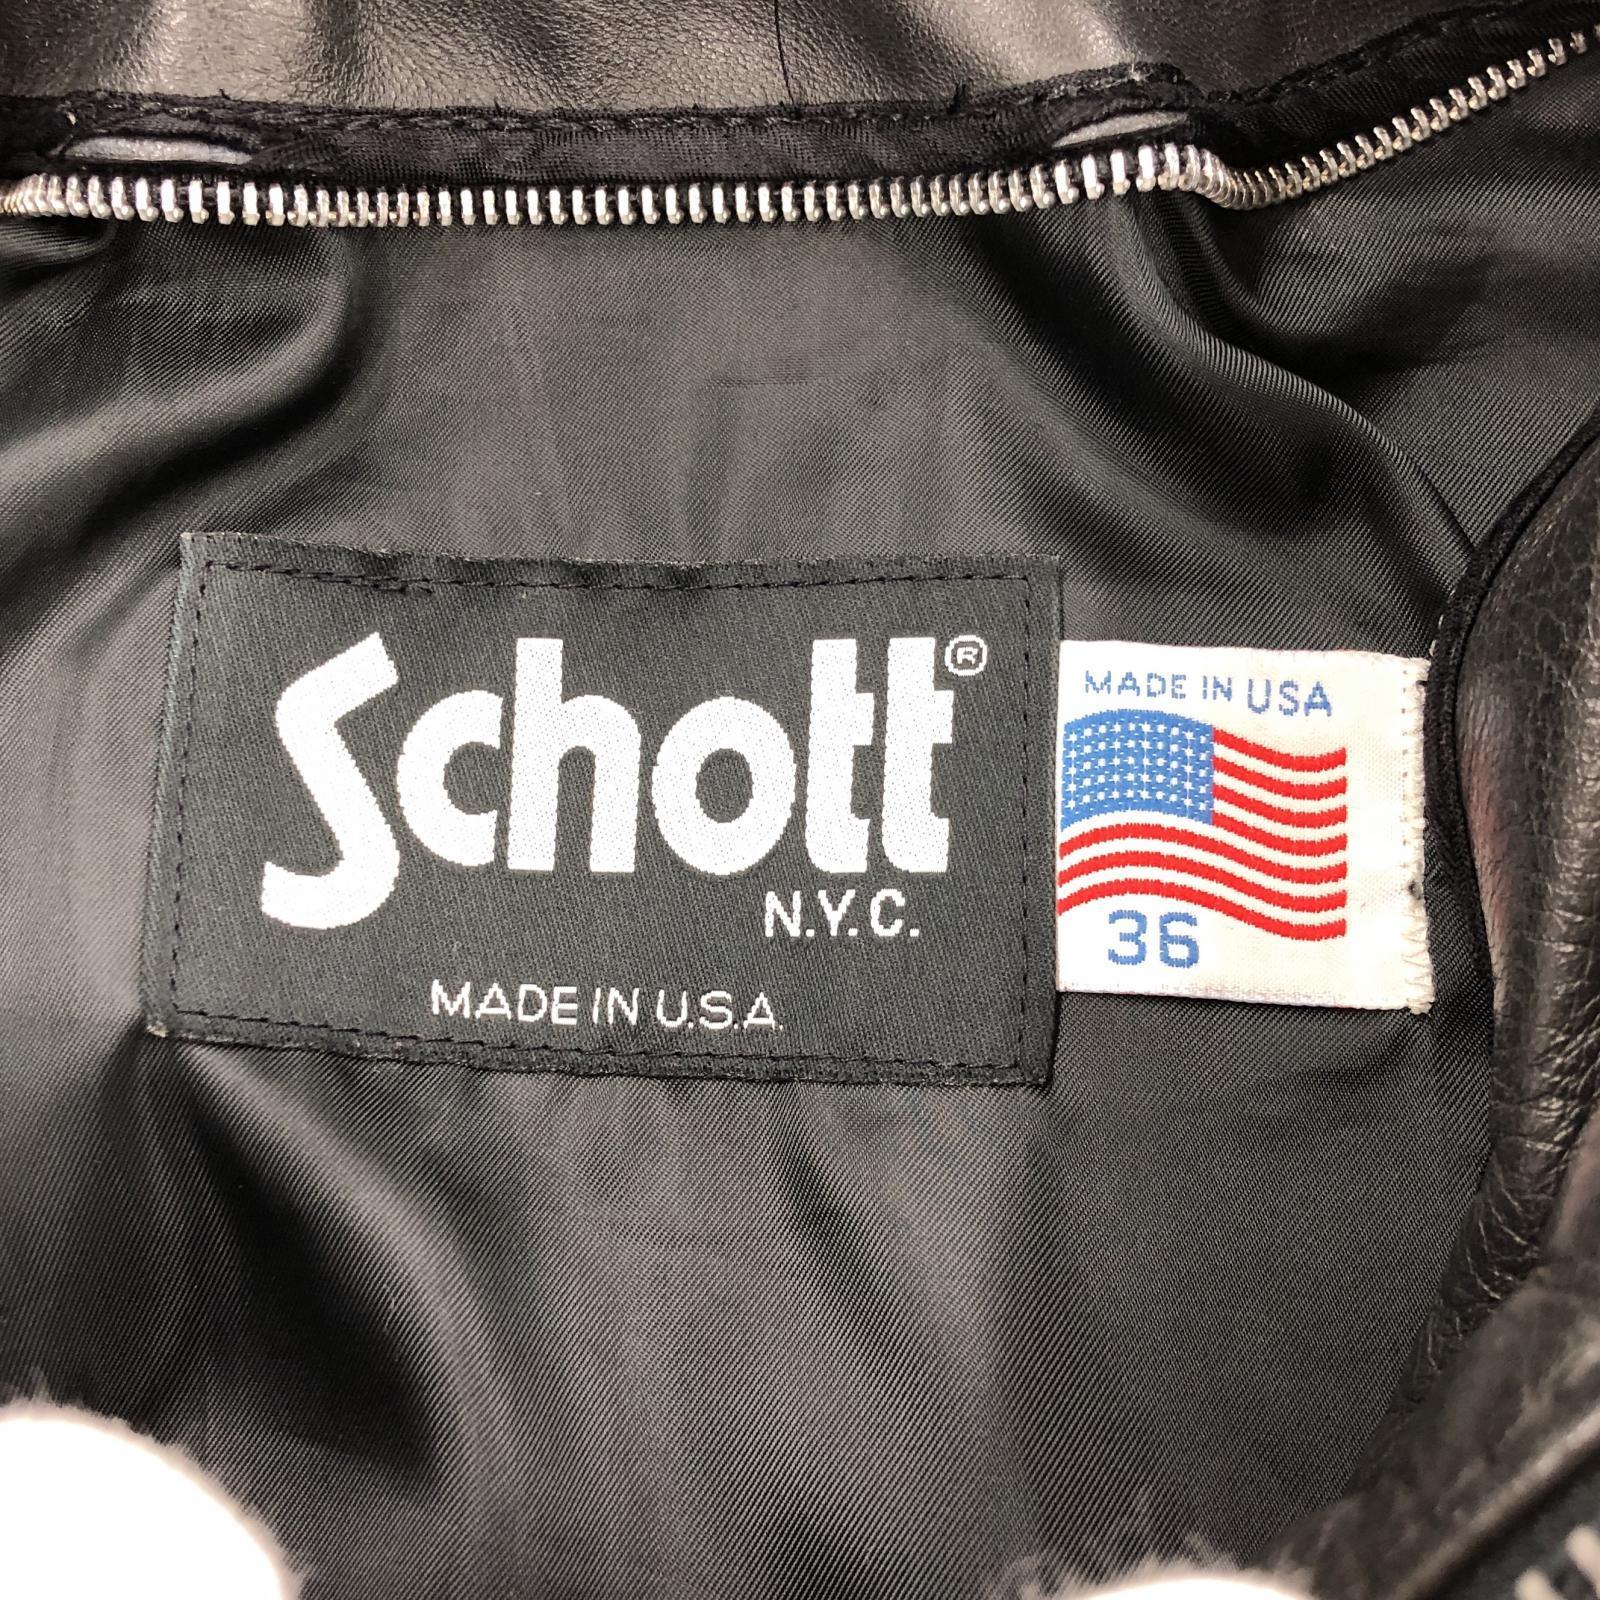 Schott®
N.Y.C.
MADE IN U.S.A.
MADE IN USA
36